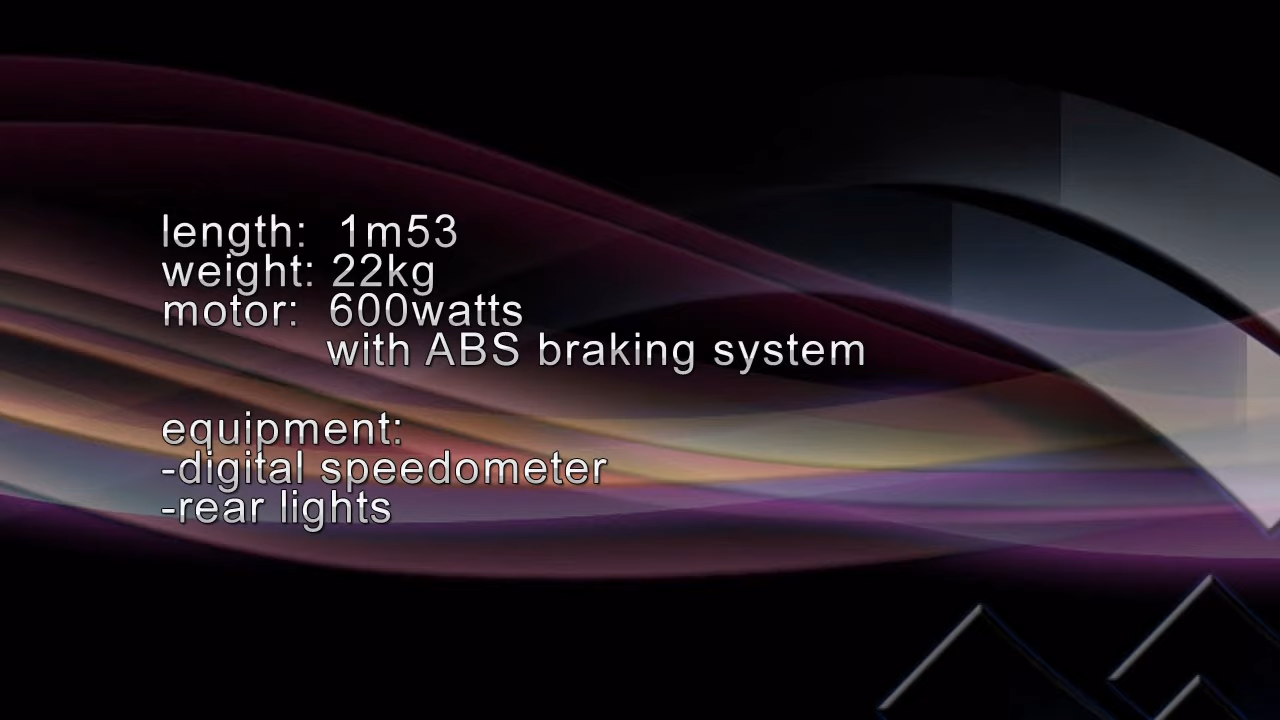 length: 1m53
weight: 22kg
motor: 600watts
with ABS braking system
equipment:
-digital speedometer
-rear lights